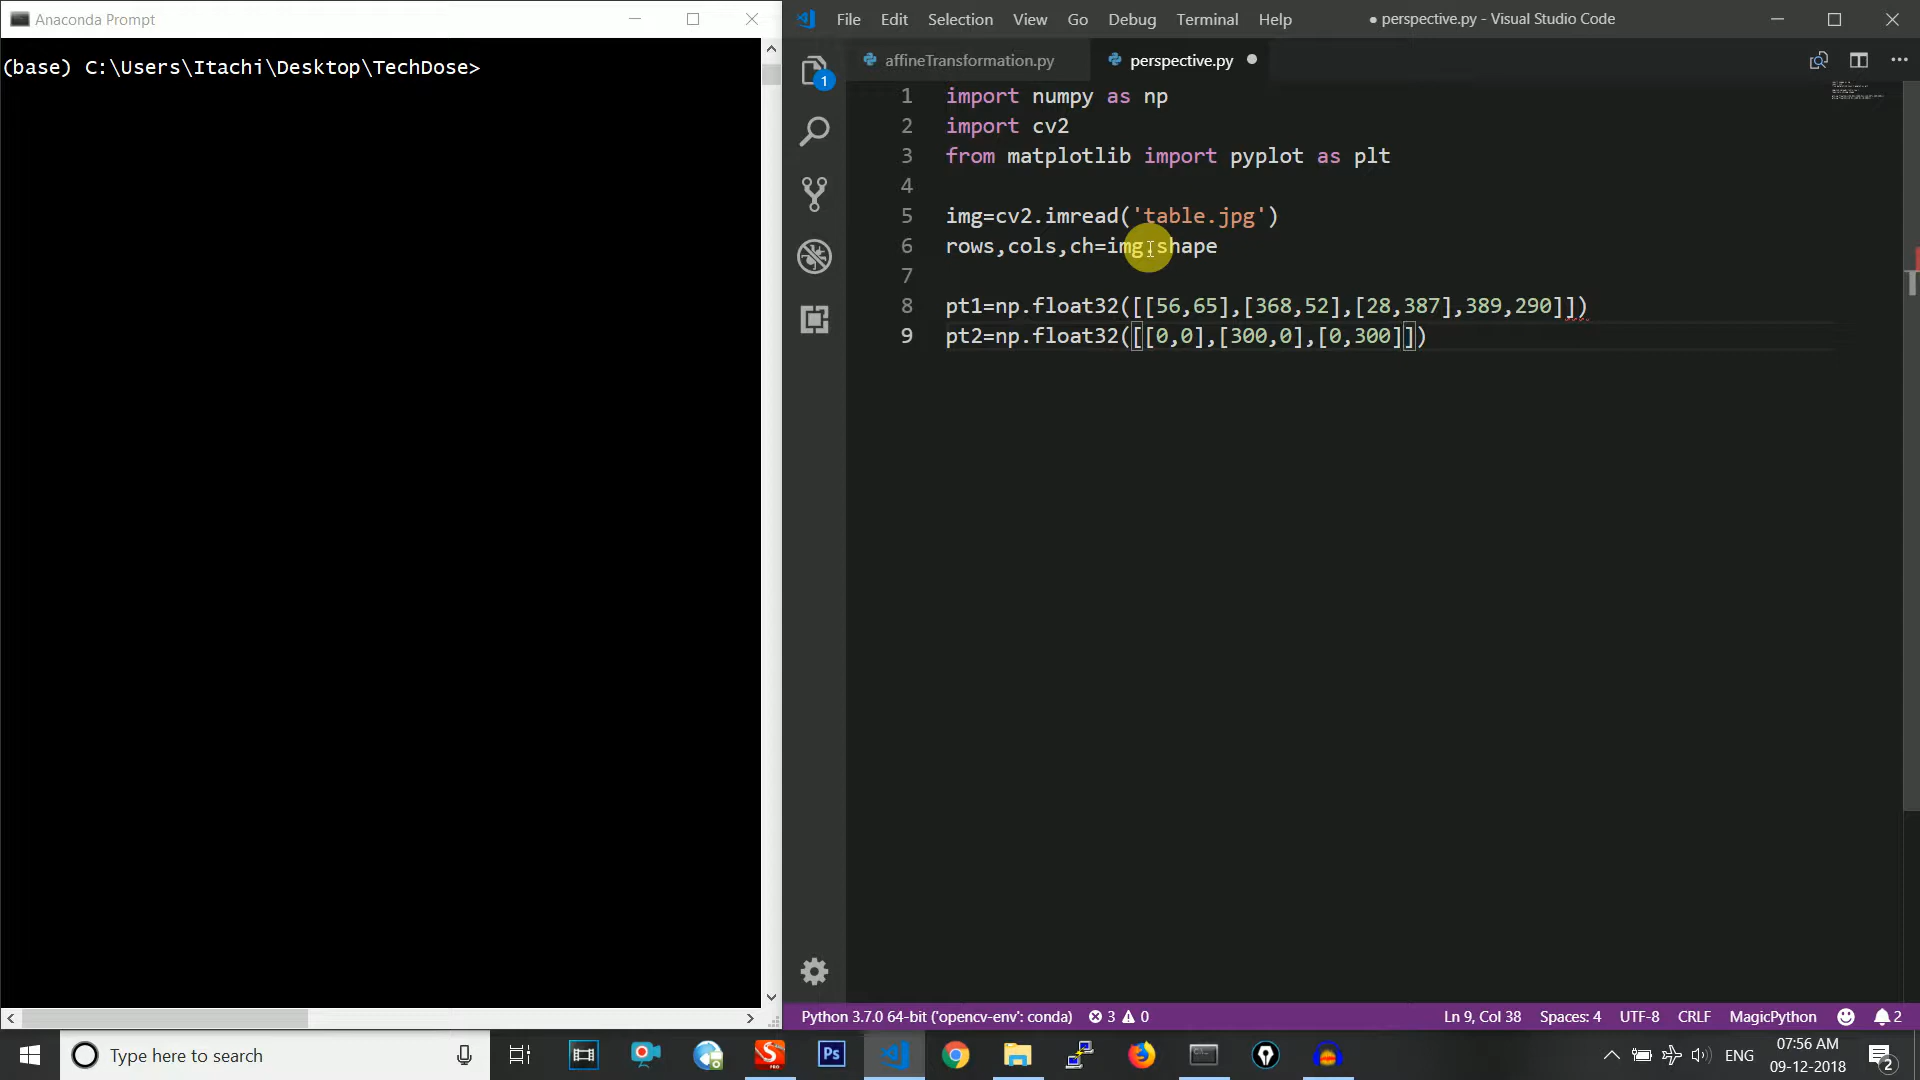 Anaconda Prompt
(base) C:\Users\Itachi\Desktop\TechDose>
File Edit Selection View Go Debug Terminal Help
● perspective.py - Visual Studio Code
affineTransformation.py
perspective.py
1
1 import numpy as np
2 import cv2
3 from matplotlib import pyplot as plt
4
5 img=cv2.imread('table.jpg')
6 rows,cols,ch=img.shape
7
8 pt1=np.float32([[56,65],[368,52],[28,387],389,290]])
9 pt2=np.float32([[0,0],[300,0],[0,300]])
Python 3.7.0 64-bit ('opencv-env': conda) 3 0
Ln 9, Col 38 Spaces: 4 UTF-8 CRLF MagicPython 2
Type here to search
Ps
PRO
ENG
07:56 AM
09-12-2018
2